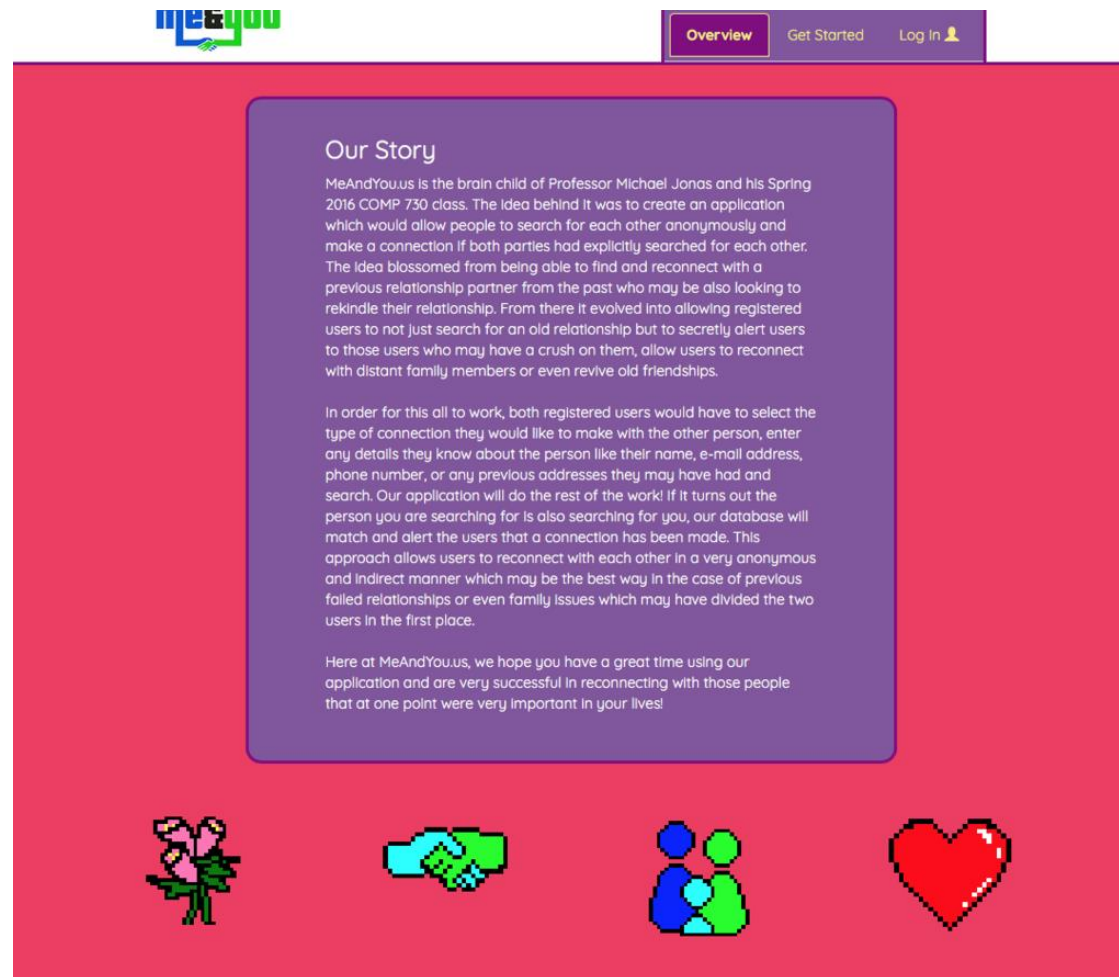 me&you
Overview
Get Started
Log In
Our Story
MeAndYou.us is the brain child of Professor Michael Jonas and his Spring
2016 COMP 730 class. The idea behind it was to create an application
which would allow people to search for each other anonymously and
make a connection if both parties had explicitly searched for each other.
The idea blossomed from being able to find and reconnect with a
previous relationship partner from the past who may be also looking to
rekindle their relationship. From there it evolved into allowing registered
users to not just search for an old relationship but to secretly alert users
to those users who may have a crush on them, allow users to reconnect
with distant family members or even revive old friendships.
In order for this all to work, both registered users would have to select the
type of connection they would like to make with the other person, enter
any details they know about the person like their name, e-mail address,
phone number, or any previous addresses they may have had and
search. Our application will do the rest of the work! If it turns out the
person you are searching for is also searching for you, our database will
match and alert the users that a connection has been made. This
approach allows users to reconnect with each other in a very anonymous
and indirect manner which may be the best way in the case of previous
failed relationships or even family issues which may have divided the two
users in the first place.
Here at MeAndYou.us, we hope you have a great time using our
application and are very successful in reconnecting with those people
that at one point were very important in your lives!